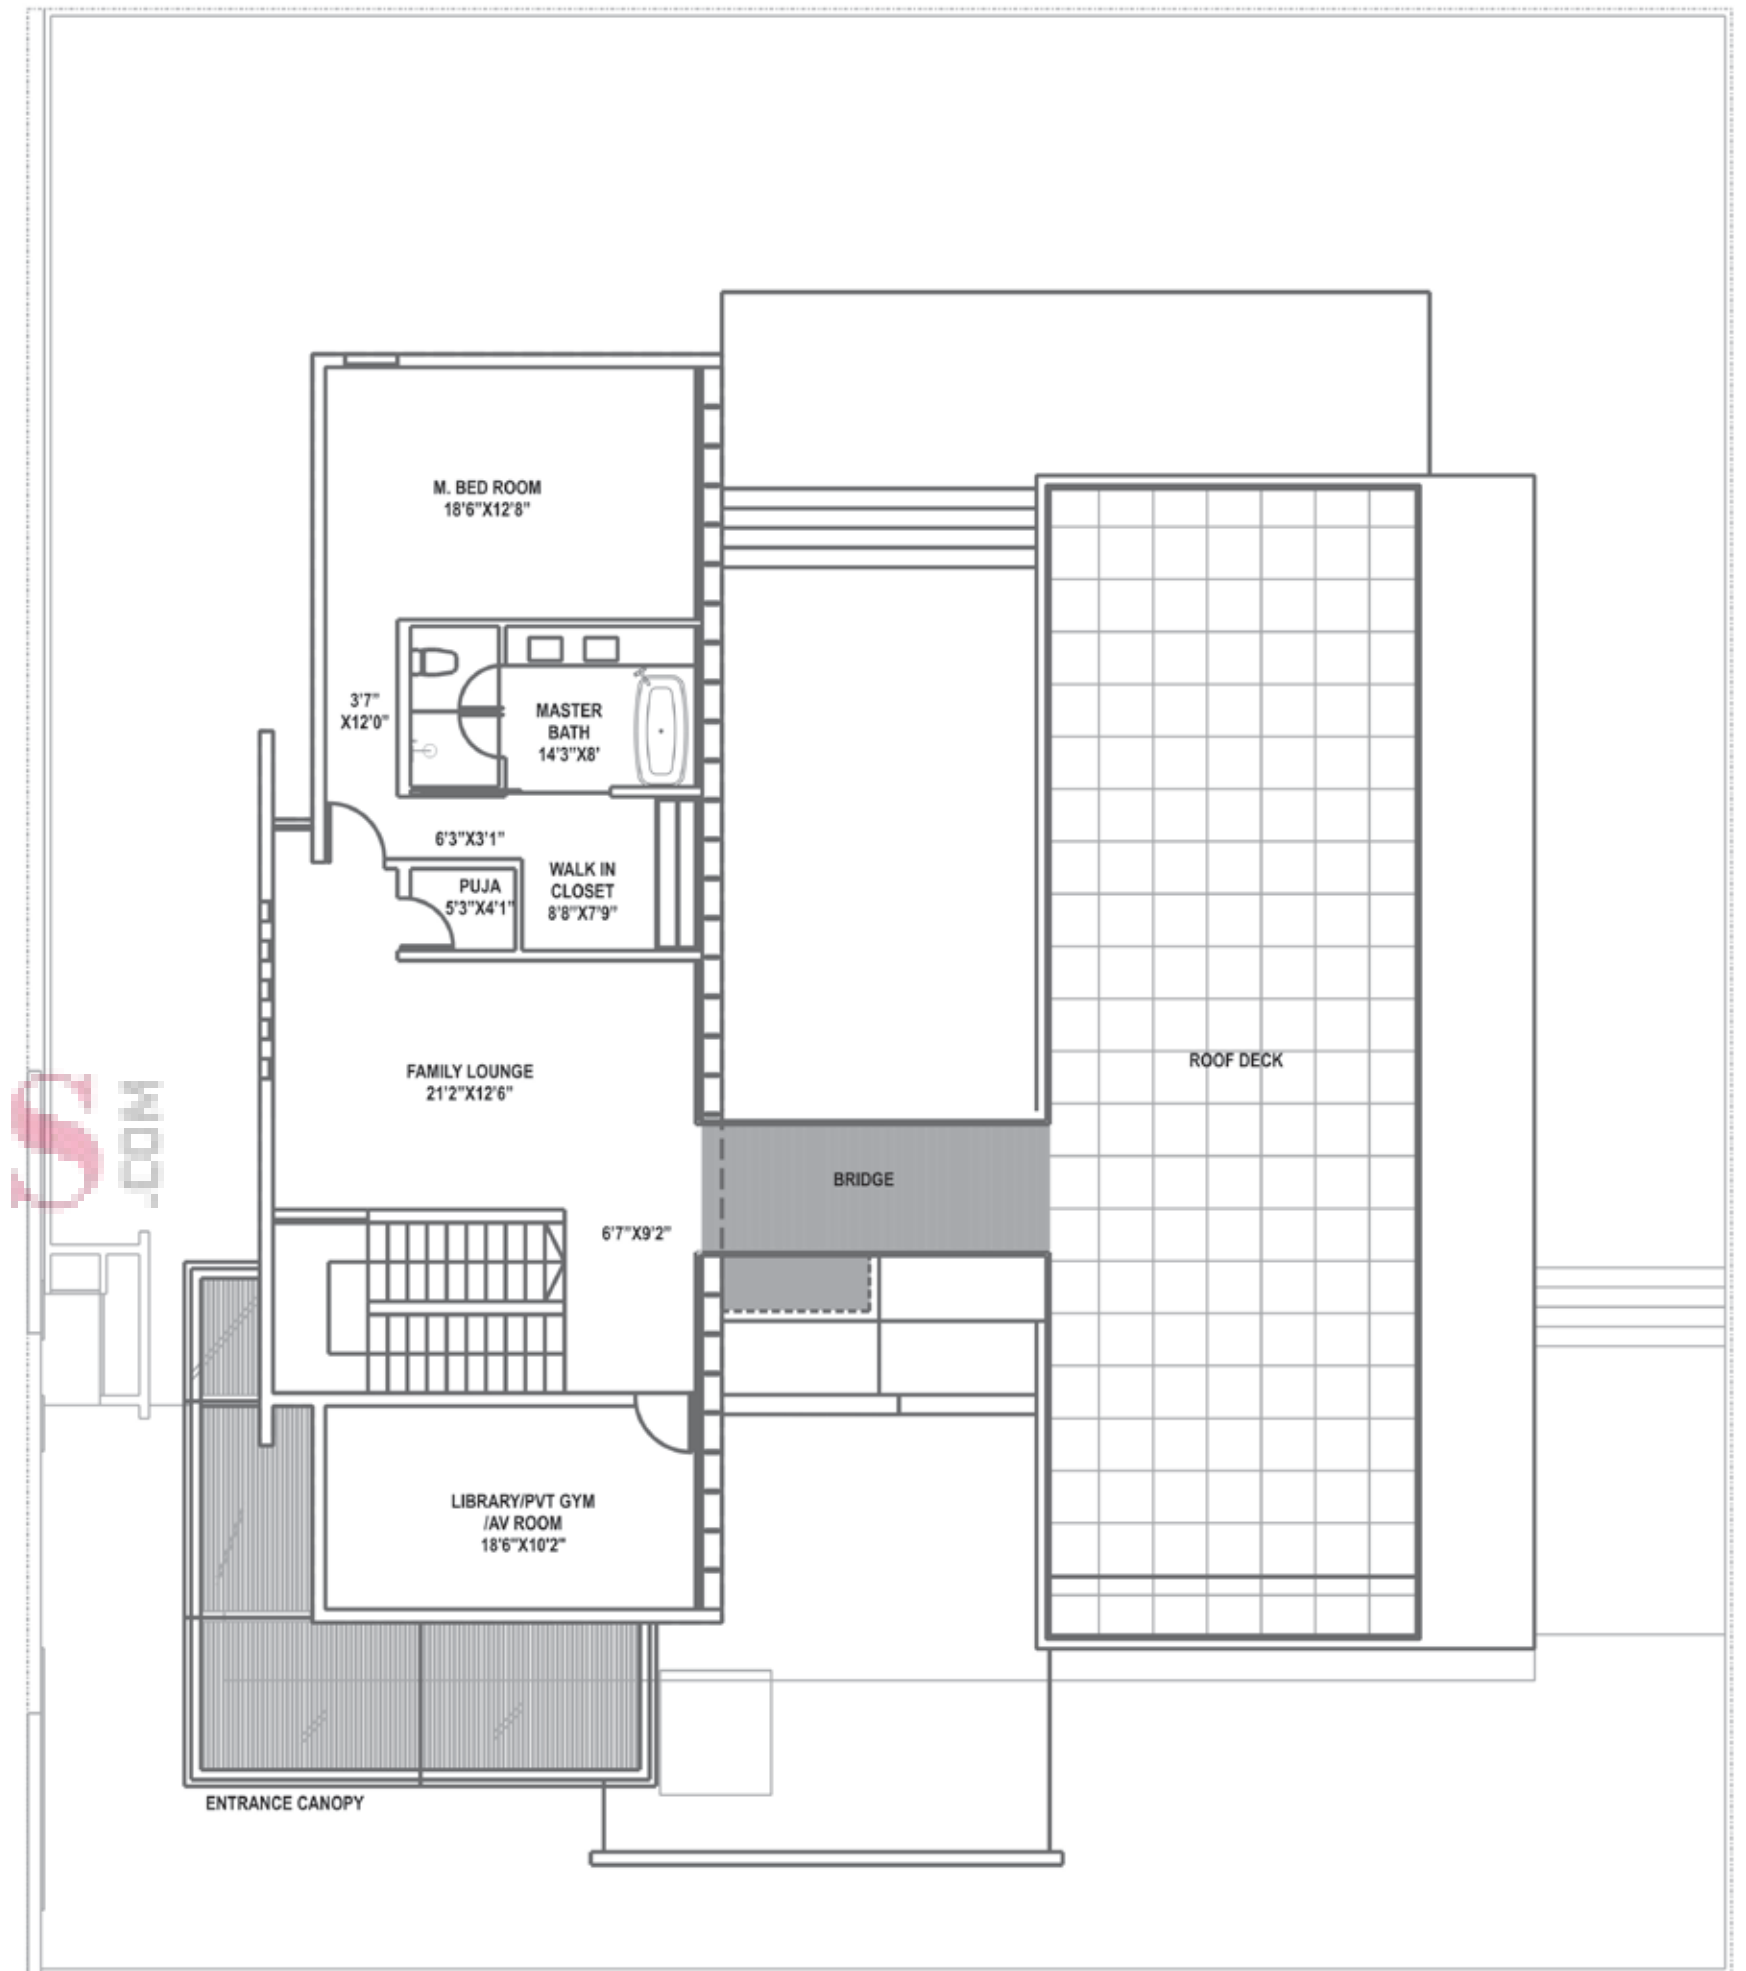 M. BED ROOM
18'6"X12'8"
3'7"
X12'0"
MASTER
BATH
14'3"X8'
6'3"X3'1"
WALK IN
CLOSET
8'8"X7'9"
PUJA
5'3"X4'1"
FAMILY LOUNGE
21'2"X12'6"
ROOF DECK
BRIDGE
6'7"X9'2"
LIBRARY/PVT GYM
/AV ROOM
18'6"X10'2"
ENTRANCE CANOPY
S
.COM